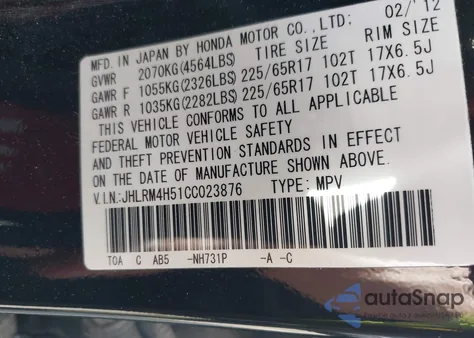 MFD. IN JAPAN BY HONDA MOTOR CO.,LTD: 02/'12
GVWR 2070KG(4564LBS) TIRE SIZE RIM SIZE
GAWR F 1055KG(2326LBS) 225/65R17 102T 17X6.5J
GAWR R 1035KG(2282LBS) 225/65R17 102T 17X6.5J
THIS VEHICLE CONFORMS TO ALL APPLICABLE
FEDERAL MOTOR VEHICLE SAFETY
AND THEFT PREVENTION STANDARDS IN EFFECT
ON DATE OF MANUFACTURE SHOWN ABOVE.
V.I.N:JHLRM4H51CC023876 TYPE: MPV
TOA C AB5 -NH731P -A -C
autoSnap